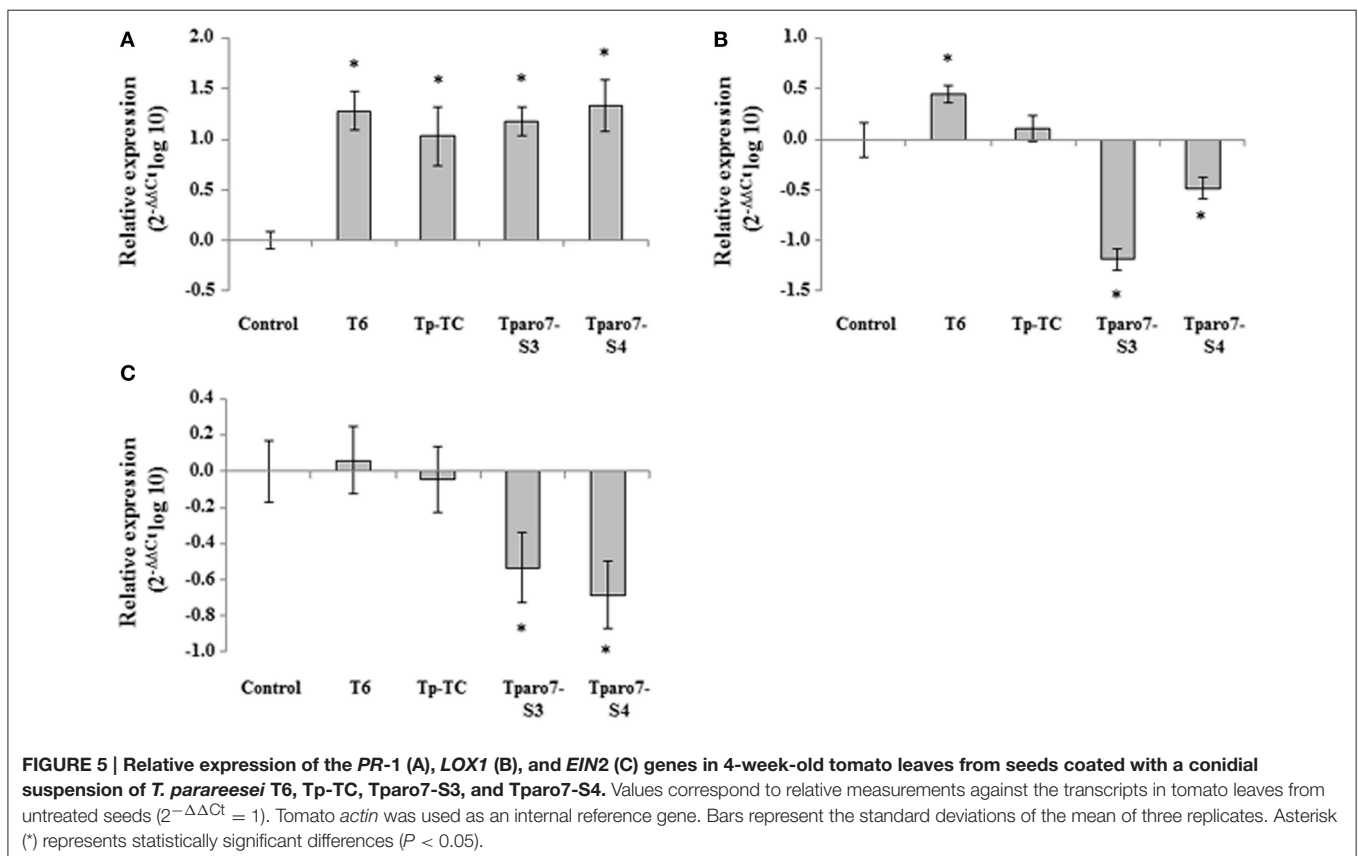 A
2.0
1.5
1.0
0.5
0.0
-0.5
Relative expression
(2-ΔΔCt log 10)
* * * *
Control T6 Tp-TC Tparo7-S3 Tparo7-S4
B
1.0
0.5
0.0
-0.5
-1.0
-1.5
Relative expression
(2-ΔΔCt log 10)
* * *
Control T6 Tp-TC Tparo7-S3 Tparo7-S4
C
0.4
0.2
0.0
-0.2
-0.4
-0.6
-0.8
-1.0
Relative expression
(2-ΔΔCt log 10)
* *
Control T6 Tp-TC Tparo7-S3 Tparo7-S4
FIGURE 5 | Relative expression of the PR-1 (A), LOX1 (B), and EIN2 (C) genes in 4-week-old tomato leaves from seeds coated with a conidial
suspension of T. parareesei T6, Tp-TC, Tparo7-S3, and Tparo7-S4. Values correspond to relative measurements against the transcripts in tomato leaves from
untreated seeds (2−ΔΔCt = 1). Tomato actin was used as an internal reference gene. Bars represent the standard deviations of the mean of three replicates. Asterisk
(*) represents statistically significant differences (P < 0.05).